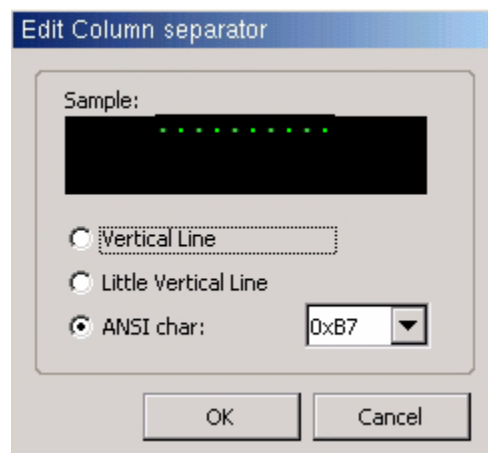 Edit Column separator
Sample:
Vertical Line
Little Vertical Line
ANSI char: 0xB7
OK Cancel